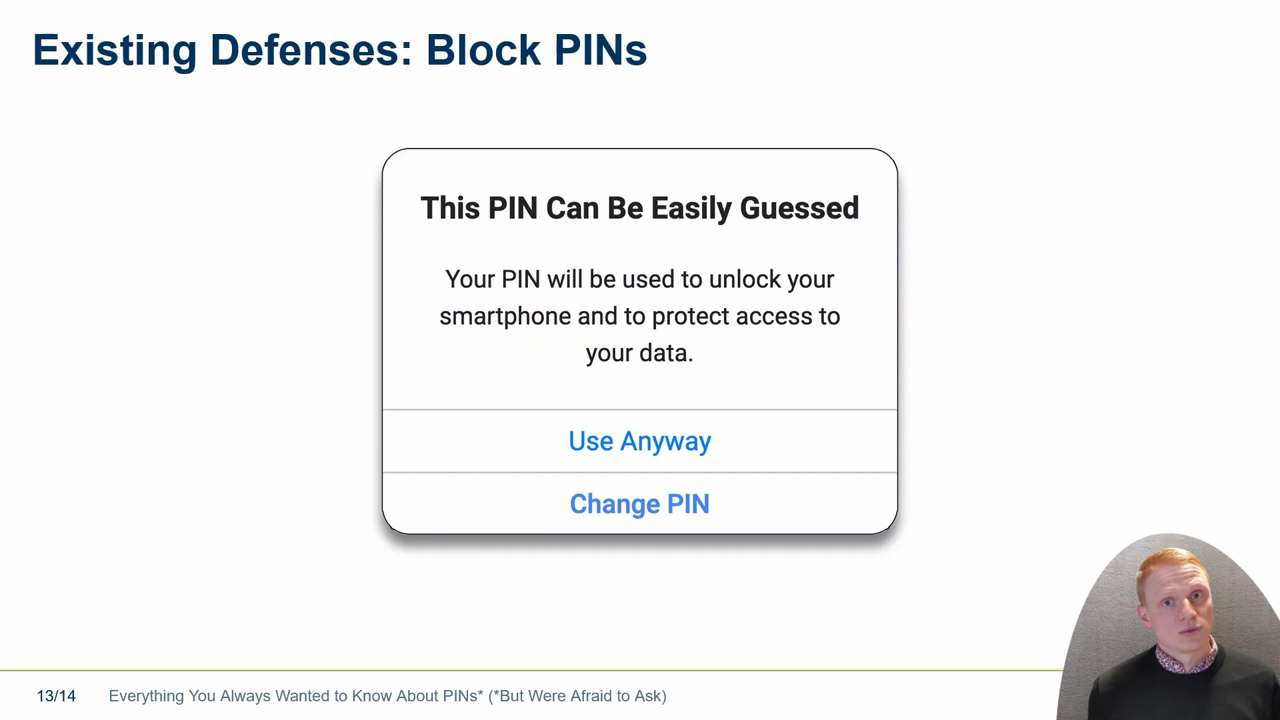 Existing Defenses: Block PINs
This PIN Can Be Easily Guessed
Your PIN will be used to unlock your
smartphone and to protect access to
your data.
Use Anyway
Change PIN
13/14 Everything You Always Wanted to Know About PINs* (*But Were Afraid to Ask)